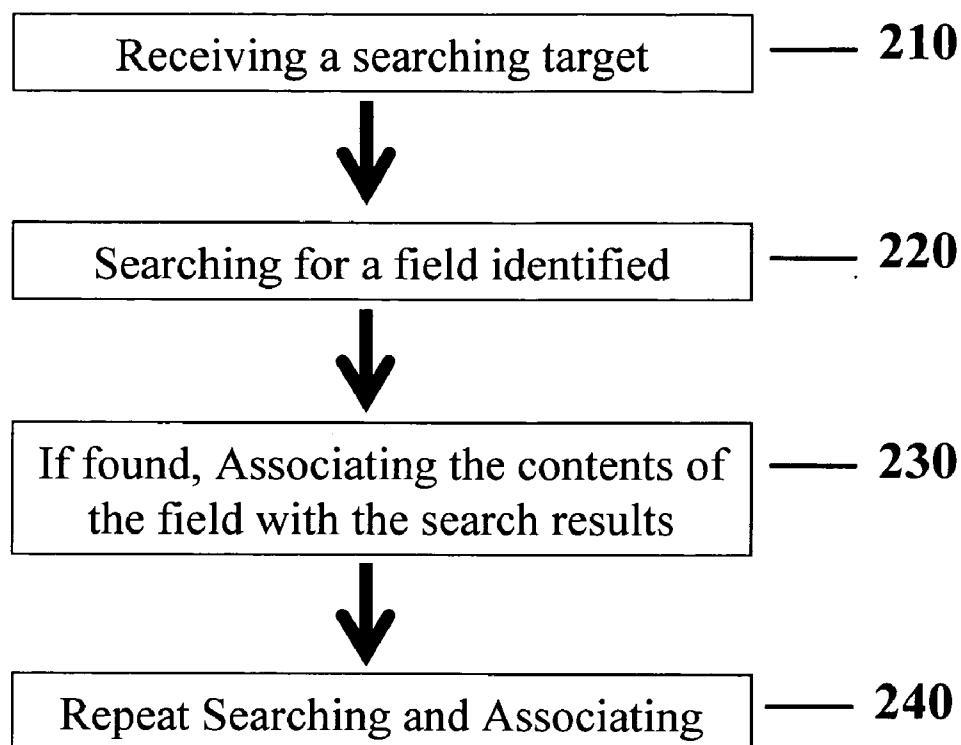 Receiving a searching target 210
Searching for a field identified 220
If found, Associating the contents of 230
the field with the search results
Repeat Searching and Associating 240